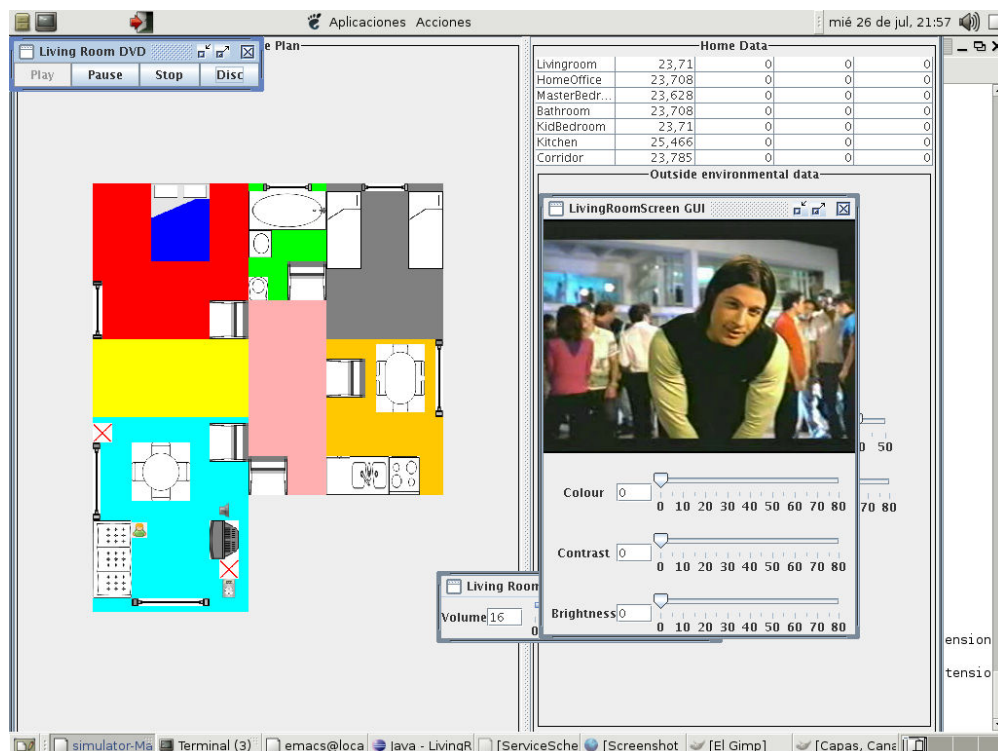 Aplicaciones Acciones
mié 26 de jul, 21:57
Living Room DVD
Play Pause Stop Disc
e Plan
Home Data
Livingroom 23,71 0 0 0
HomeOffice 23,708 0 0 0
MasterBedr... 23,628 0 0 0
Bathroom 23,708 0 0 0
KidBedroom 23,71 0 0 0
Kitchen 25,466 0 0 0
Corridor 23,785 0 0 0
Outside environmental data
LivingRoomScreen GUI
0 50
Colour 0
0 10 20 30 40 50 60 70 80
70 80
Contrast 0
0 10 20 30 40 50 60 70 80
Living Room
Volume 16
0
Brightness 0
0 10 20 30 40 50 60 70 80
ension
tensio
simulator-Ma
Terminal (3)
emacs@loca
Java - LivingR
[ServiceSche
[Screenshot
[El Gimp]
[Capas, Cana